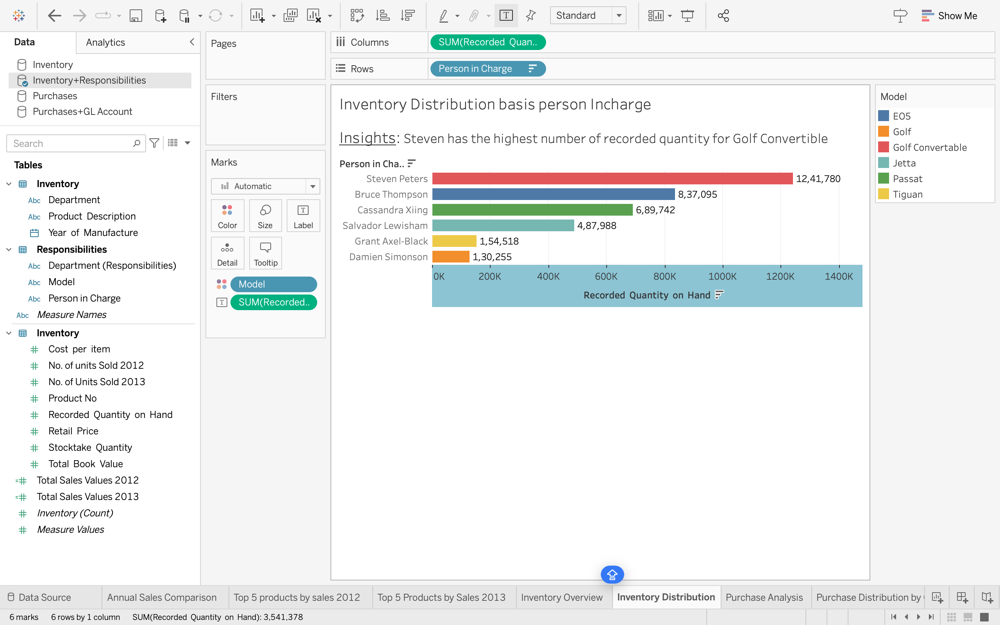 Standard
Show Me
Data
Analytics
Inventory
Inventory+Responsibilities
Purchases
Purchases+GL Account
Search
Tables
Inventory
Abc Department
Abc Product Description
Year of Manufacture
Responsibilities
Abc Department (Responsibilities)
Abc Model
Abc Person in Charge
Abc Measure Names
Inventory
Cost per item
No. of units Sold 2012
No. of Units Sold 2013
Product No
Recorded Quantity on Hand
Retail Price
Stocktake Quantity
Total Book Value
Total Sales Values 2012
Total Sales Values 2013
Inventory (Count)
Measure Values
Pages
Filters
Marks
Automatic
Color
Size
Label
Detail
Tooltip
Model
SUM(Recorded..
Columns
SUM(Recorded Quan..
Rows
Person in Charge
Inventory Distribution basis person Incharge
Insights: Steven has the highest number of recorded quantity for Golf Convertible
Person in Cha..
Steven Peters 12,41,780
Bruce Thompson 8,37,095
Cassandra Xiing 6,89,742
Salvador Lewisham 4,87,988
Grant Axel-Black 1,54,518
Damien Simonson 1,30,255
0K 200K 400K 600K 800K 1000K 1200K 1400K
Recorded Quantity on Hand
Model
EO5
Golf
Golf Convertable
Jetta
Passat
Tiguan
Data Source
Annual Sales Comparison
Top 5 products by sales 2012
Top 5 Products by Sales 2013
Inventory Overview
Inventory Distribution
Purchase Analysis
Purchase Distribution by
6 marks
6 rows by 1 column
SUM(Recorded Quantity on Hand): 3,541,378